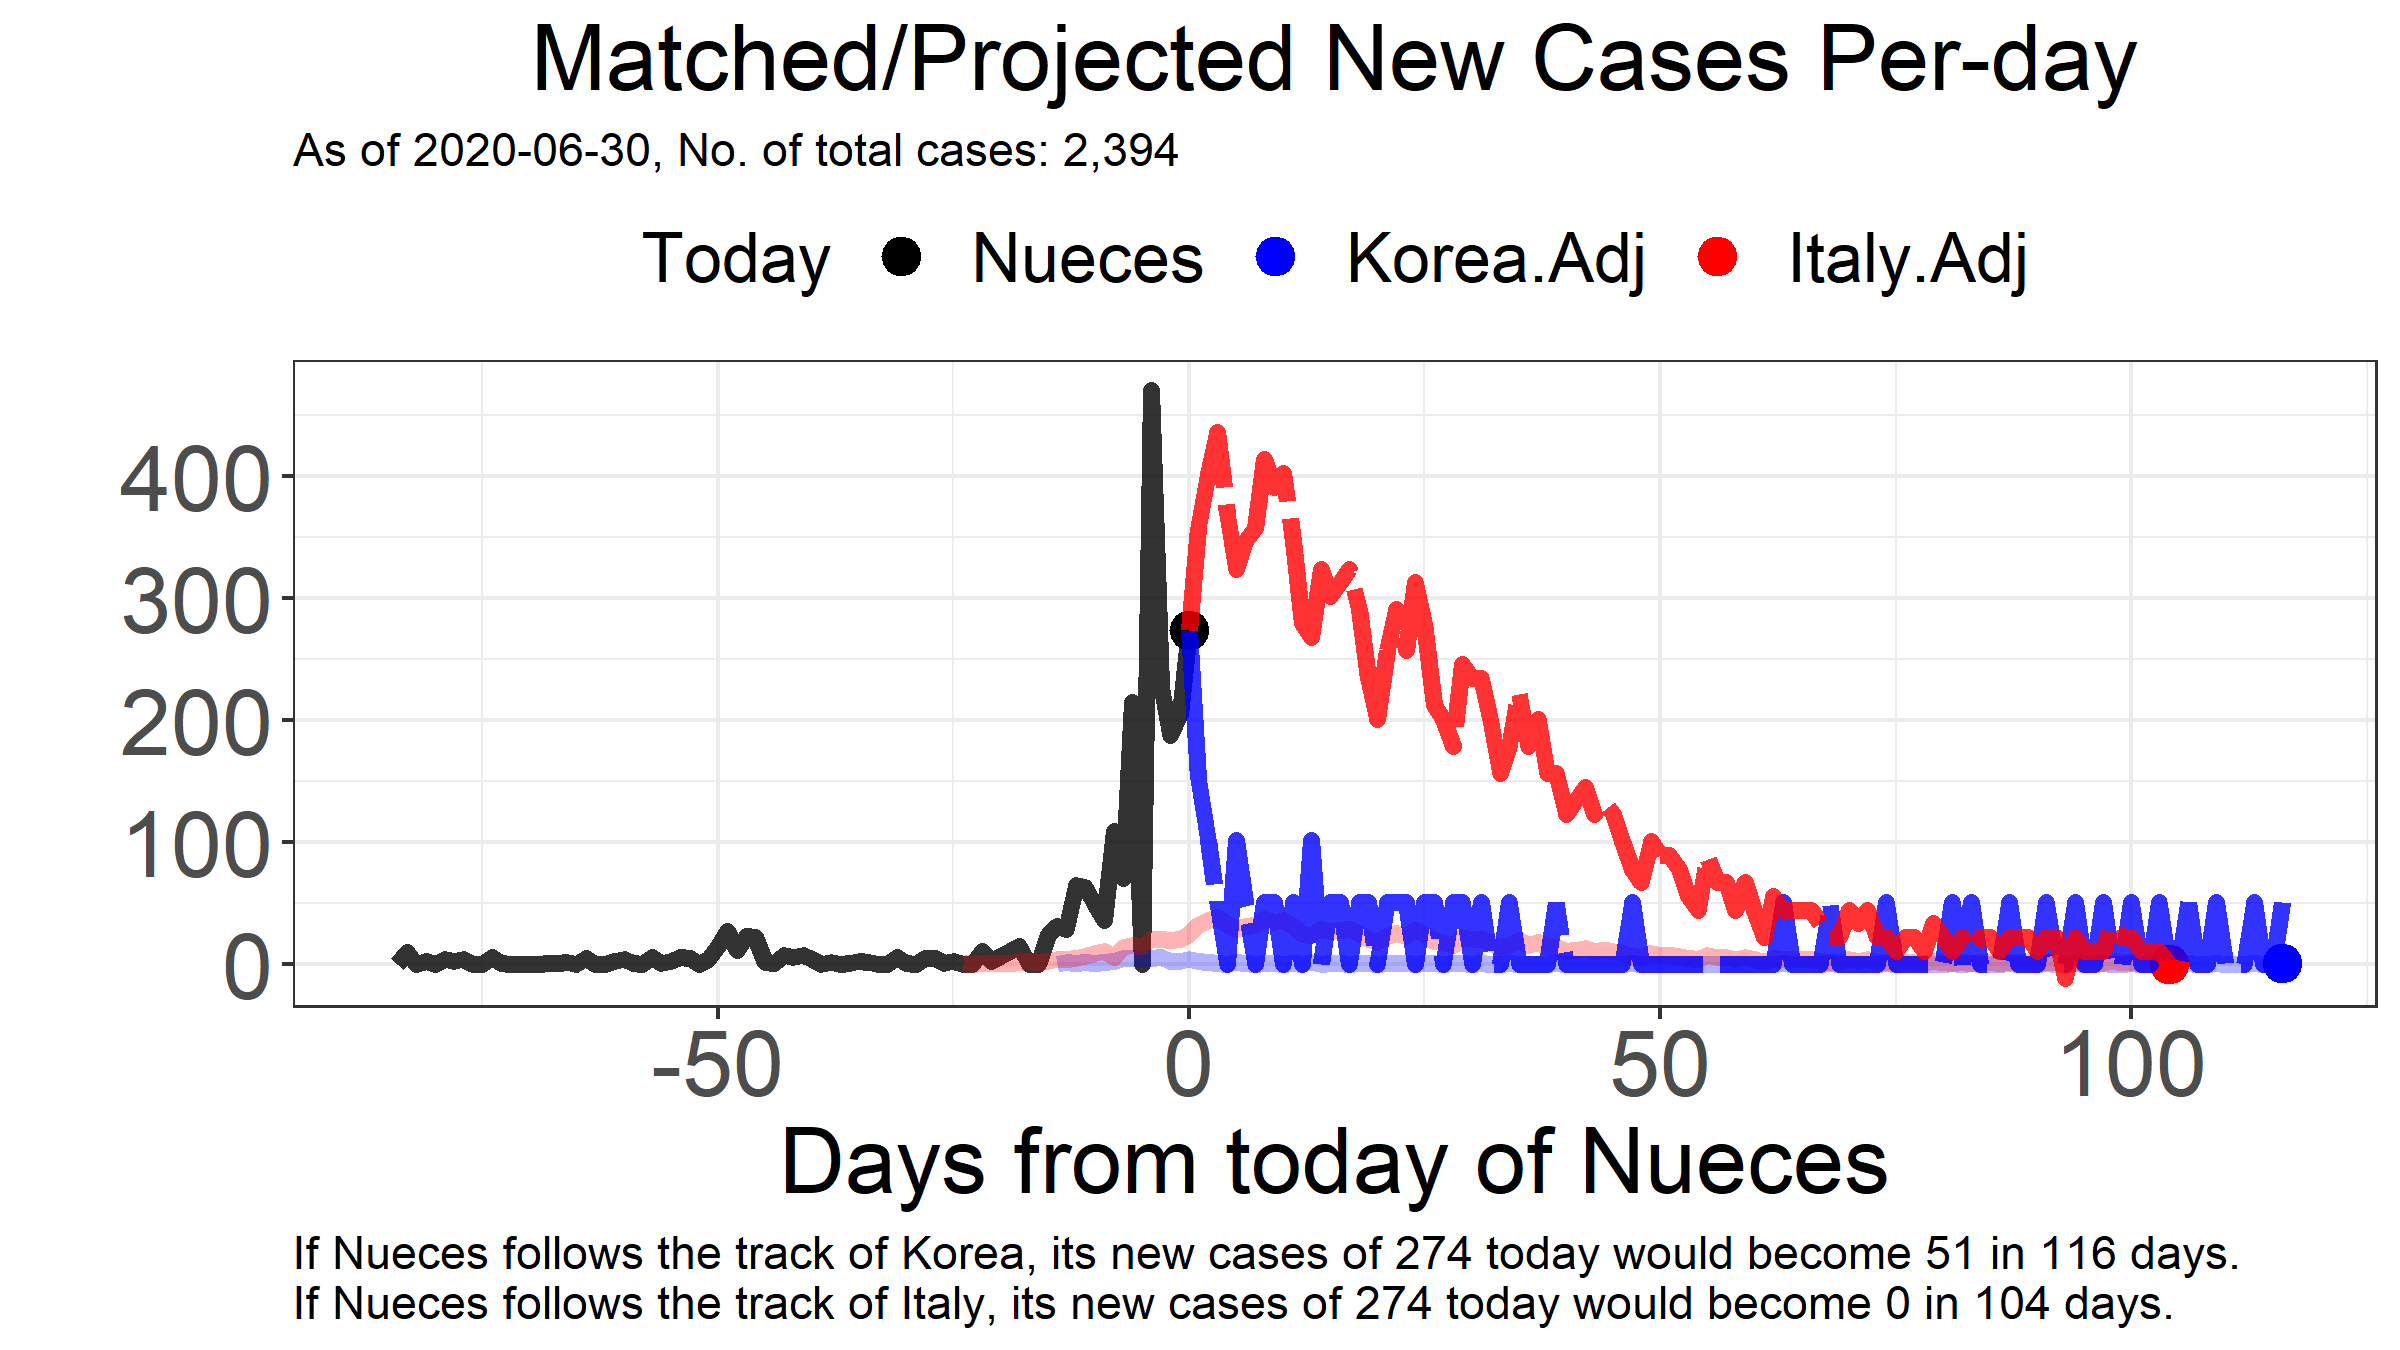 Matched/Projected New Cases Per-day
As of 2020-06-30, No. of total cases: 2,394
Today Nueces Korea.Adj Italy.Adj
400
300
200
100
0
-50 0 50 100
Days from today of Nueces
If Nueces follows the track of Korea, its new cases of 274 today would become 51 in 116 days.
If Nueces follows the track of Italy, its new cases of 274 today would become 0 in 104 days.